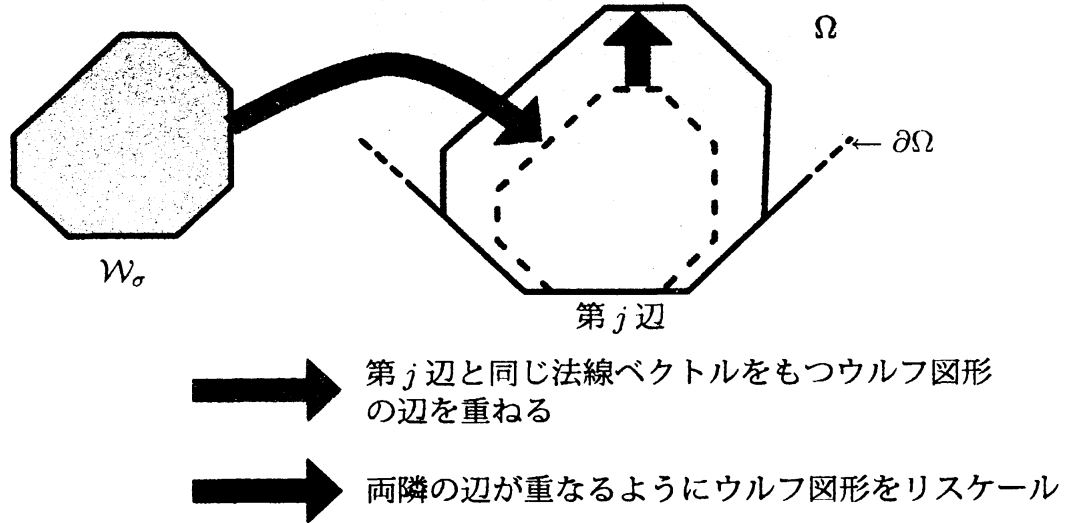 Ω
← ∂Ω
𝒲σ
第 j 辺
第 j 辺と同じ法線ベクトルをもつウルフ図形
の辺を重ねる
両隣の辺が重なるようにウルフ図形をリスケール